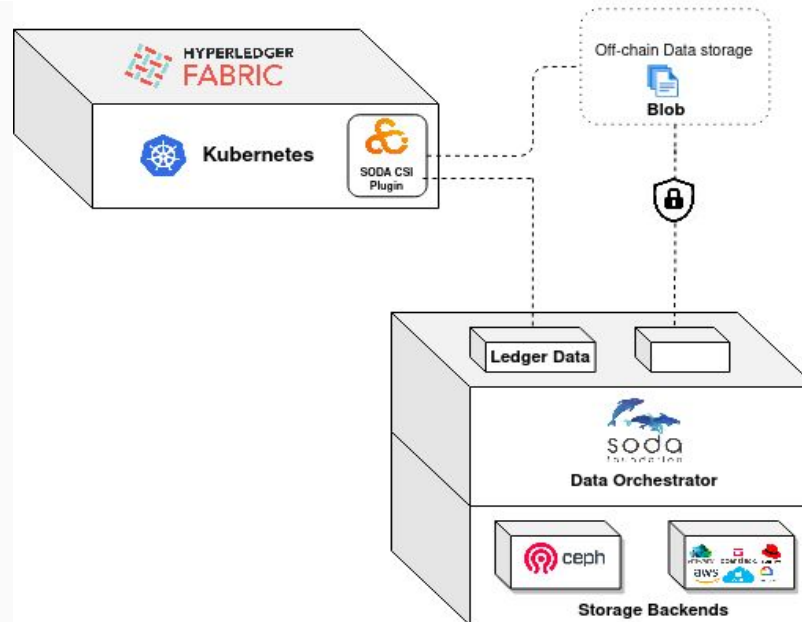 HYPERLEDGER
FABRIC
Kubernetes
SODA CSI
Plugin
Off-chain Data storage
Blob
Ledger Data
soda
foundation
Data Orchestrator
ceph
aws
Storage Backends